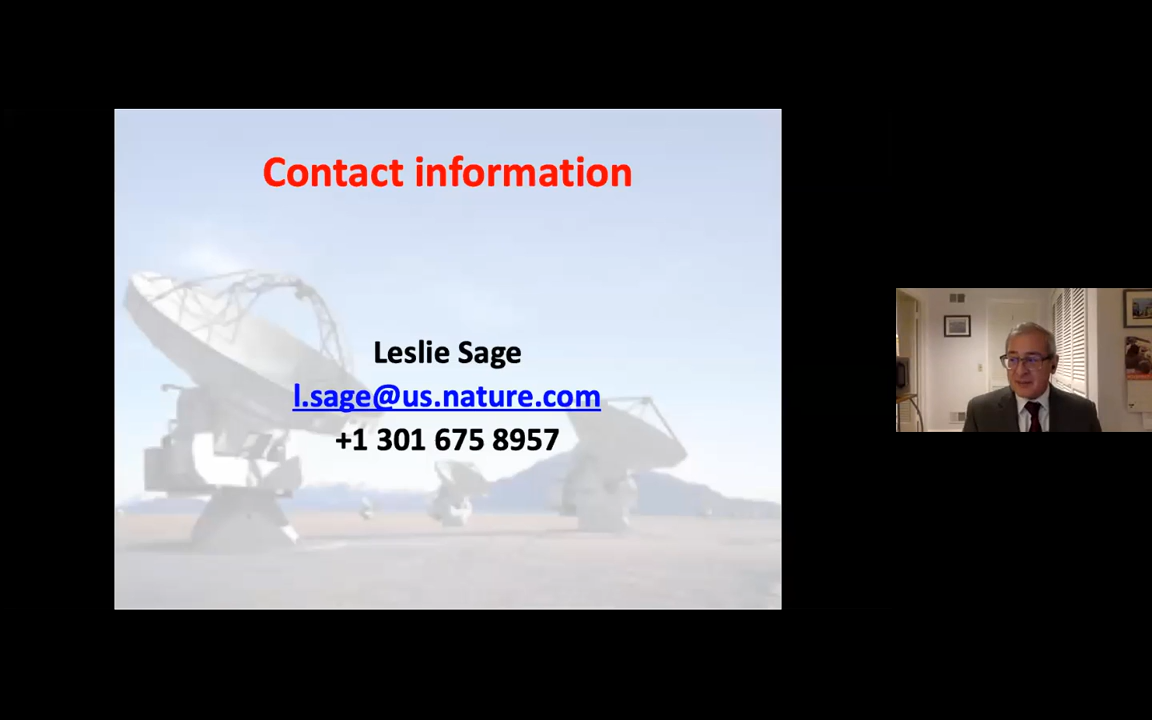 Contact information
Leslie Sage
l.sage@us.nature.com
+1 301 675 8957